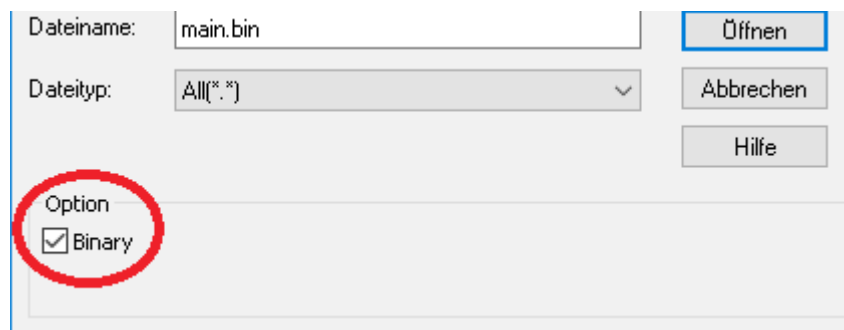 Dateiname: main.bin Öffnen
Dateityp: All(*.*) Abbrechen
Hilfe
Option
Binary